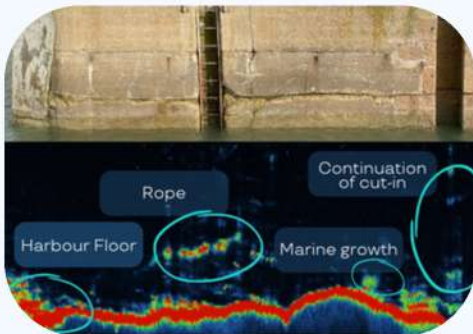 Continuation
of cut-in
Rope
Harbour Floor
Marine growth